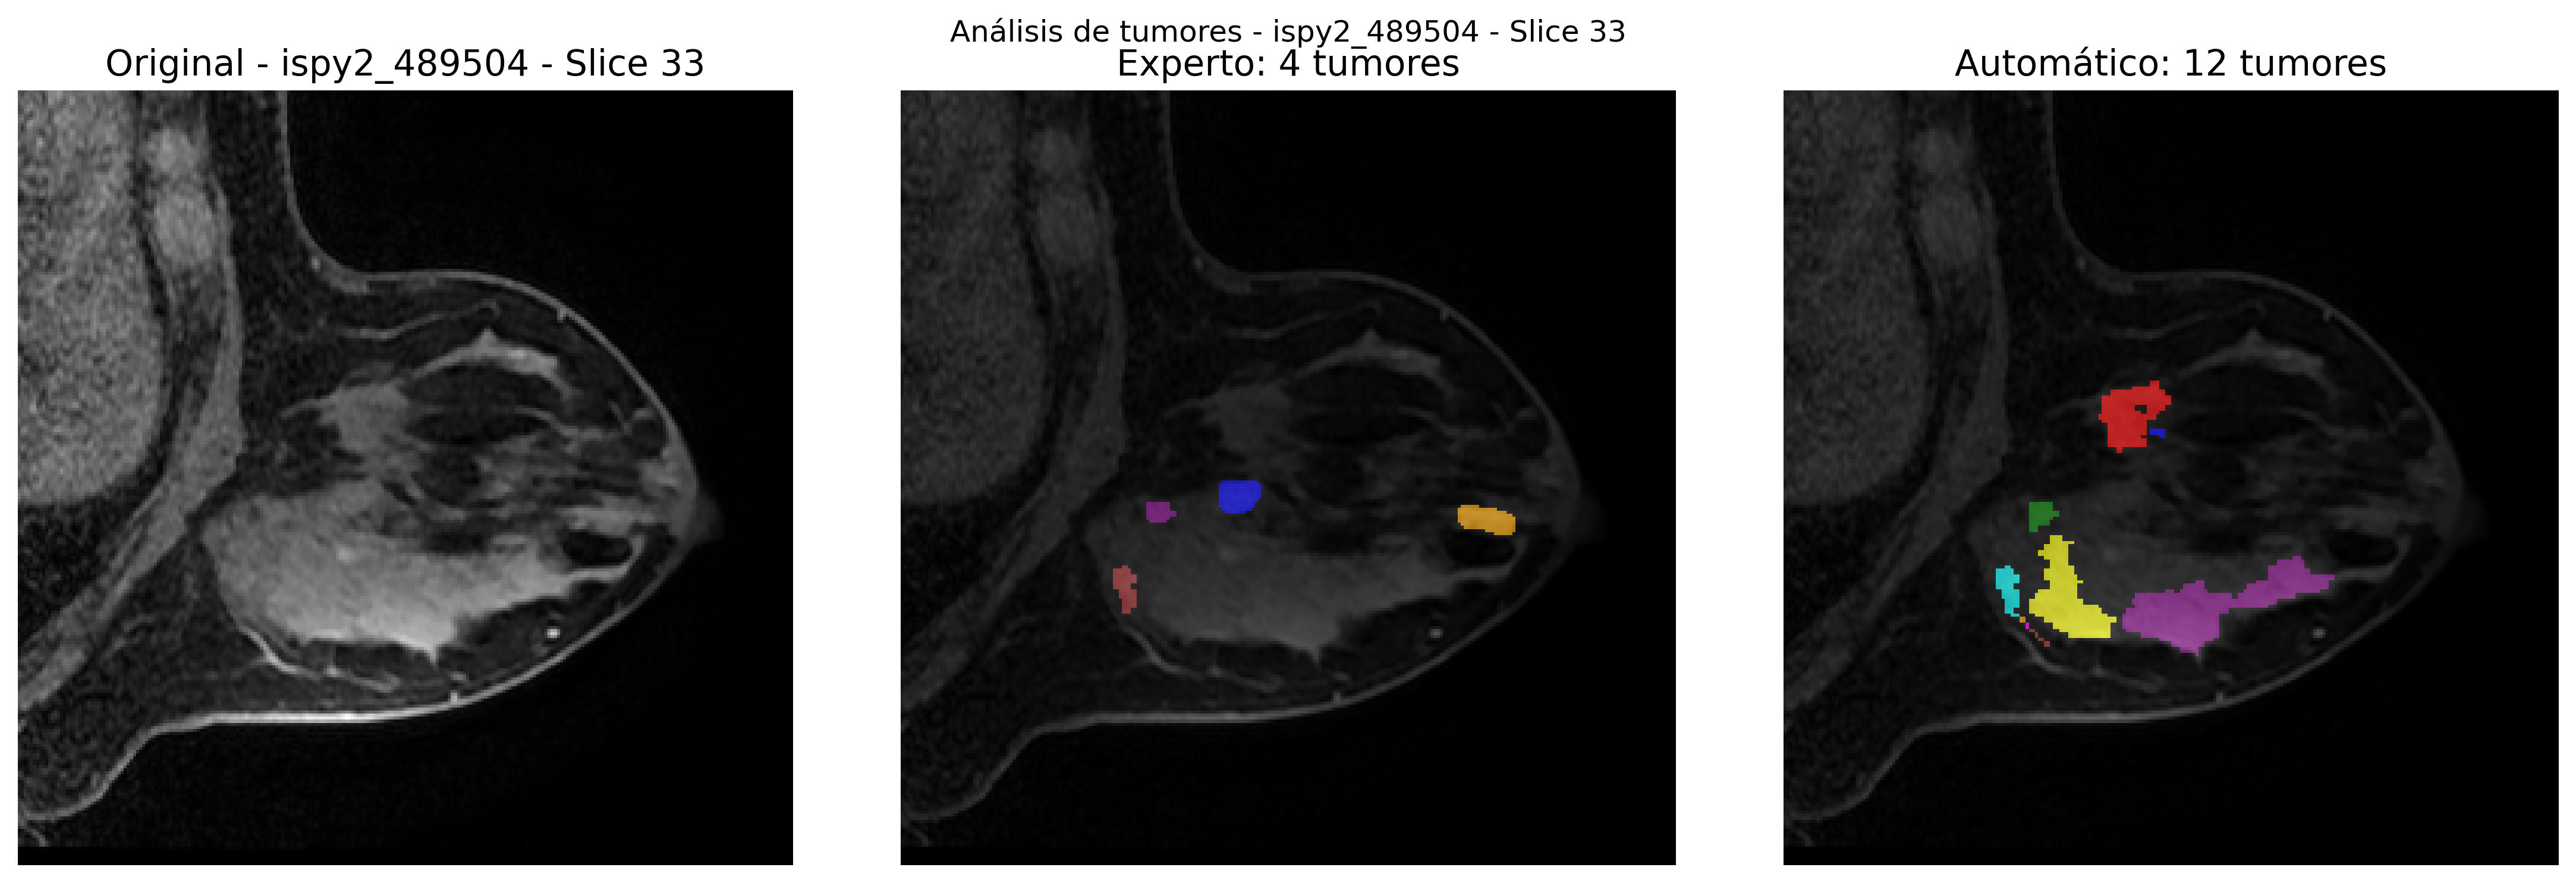 Análisis de tumores - ispy2_489504 - Slice 33
Original - ispy2_489504 - Slice 33
Experto: 4 tumores
Automático: 12 tumores